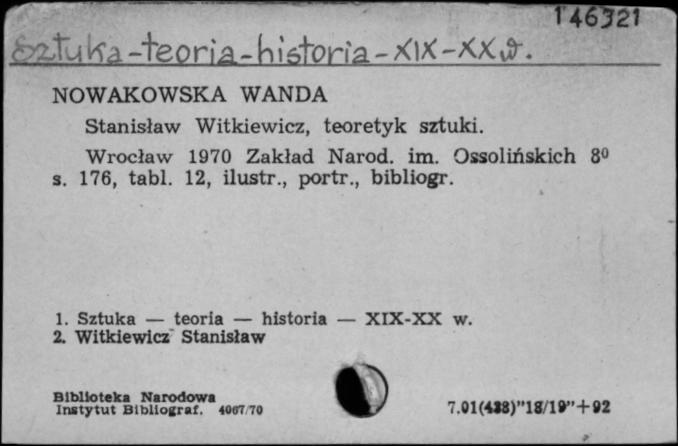 146321
Sztuka-teoria-historia-XIX-XXw.
NOWAKOWSKA WANDA
Stanisław Witkiewicz, teoretyk sztuki.
Wrocław 1970 Zakład Narod. im. Ossolińskich 8⁰
s. 176, tabl. 12, ilustr., portr., bibliogr.
1. Sztuka — teoria — historia — XIX-XX w.
2. Witkiewicz Stanisław
Biblioteka Narodowa
Instytut Bibliograf. 4067/70
7.01(438)"18/19"+92